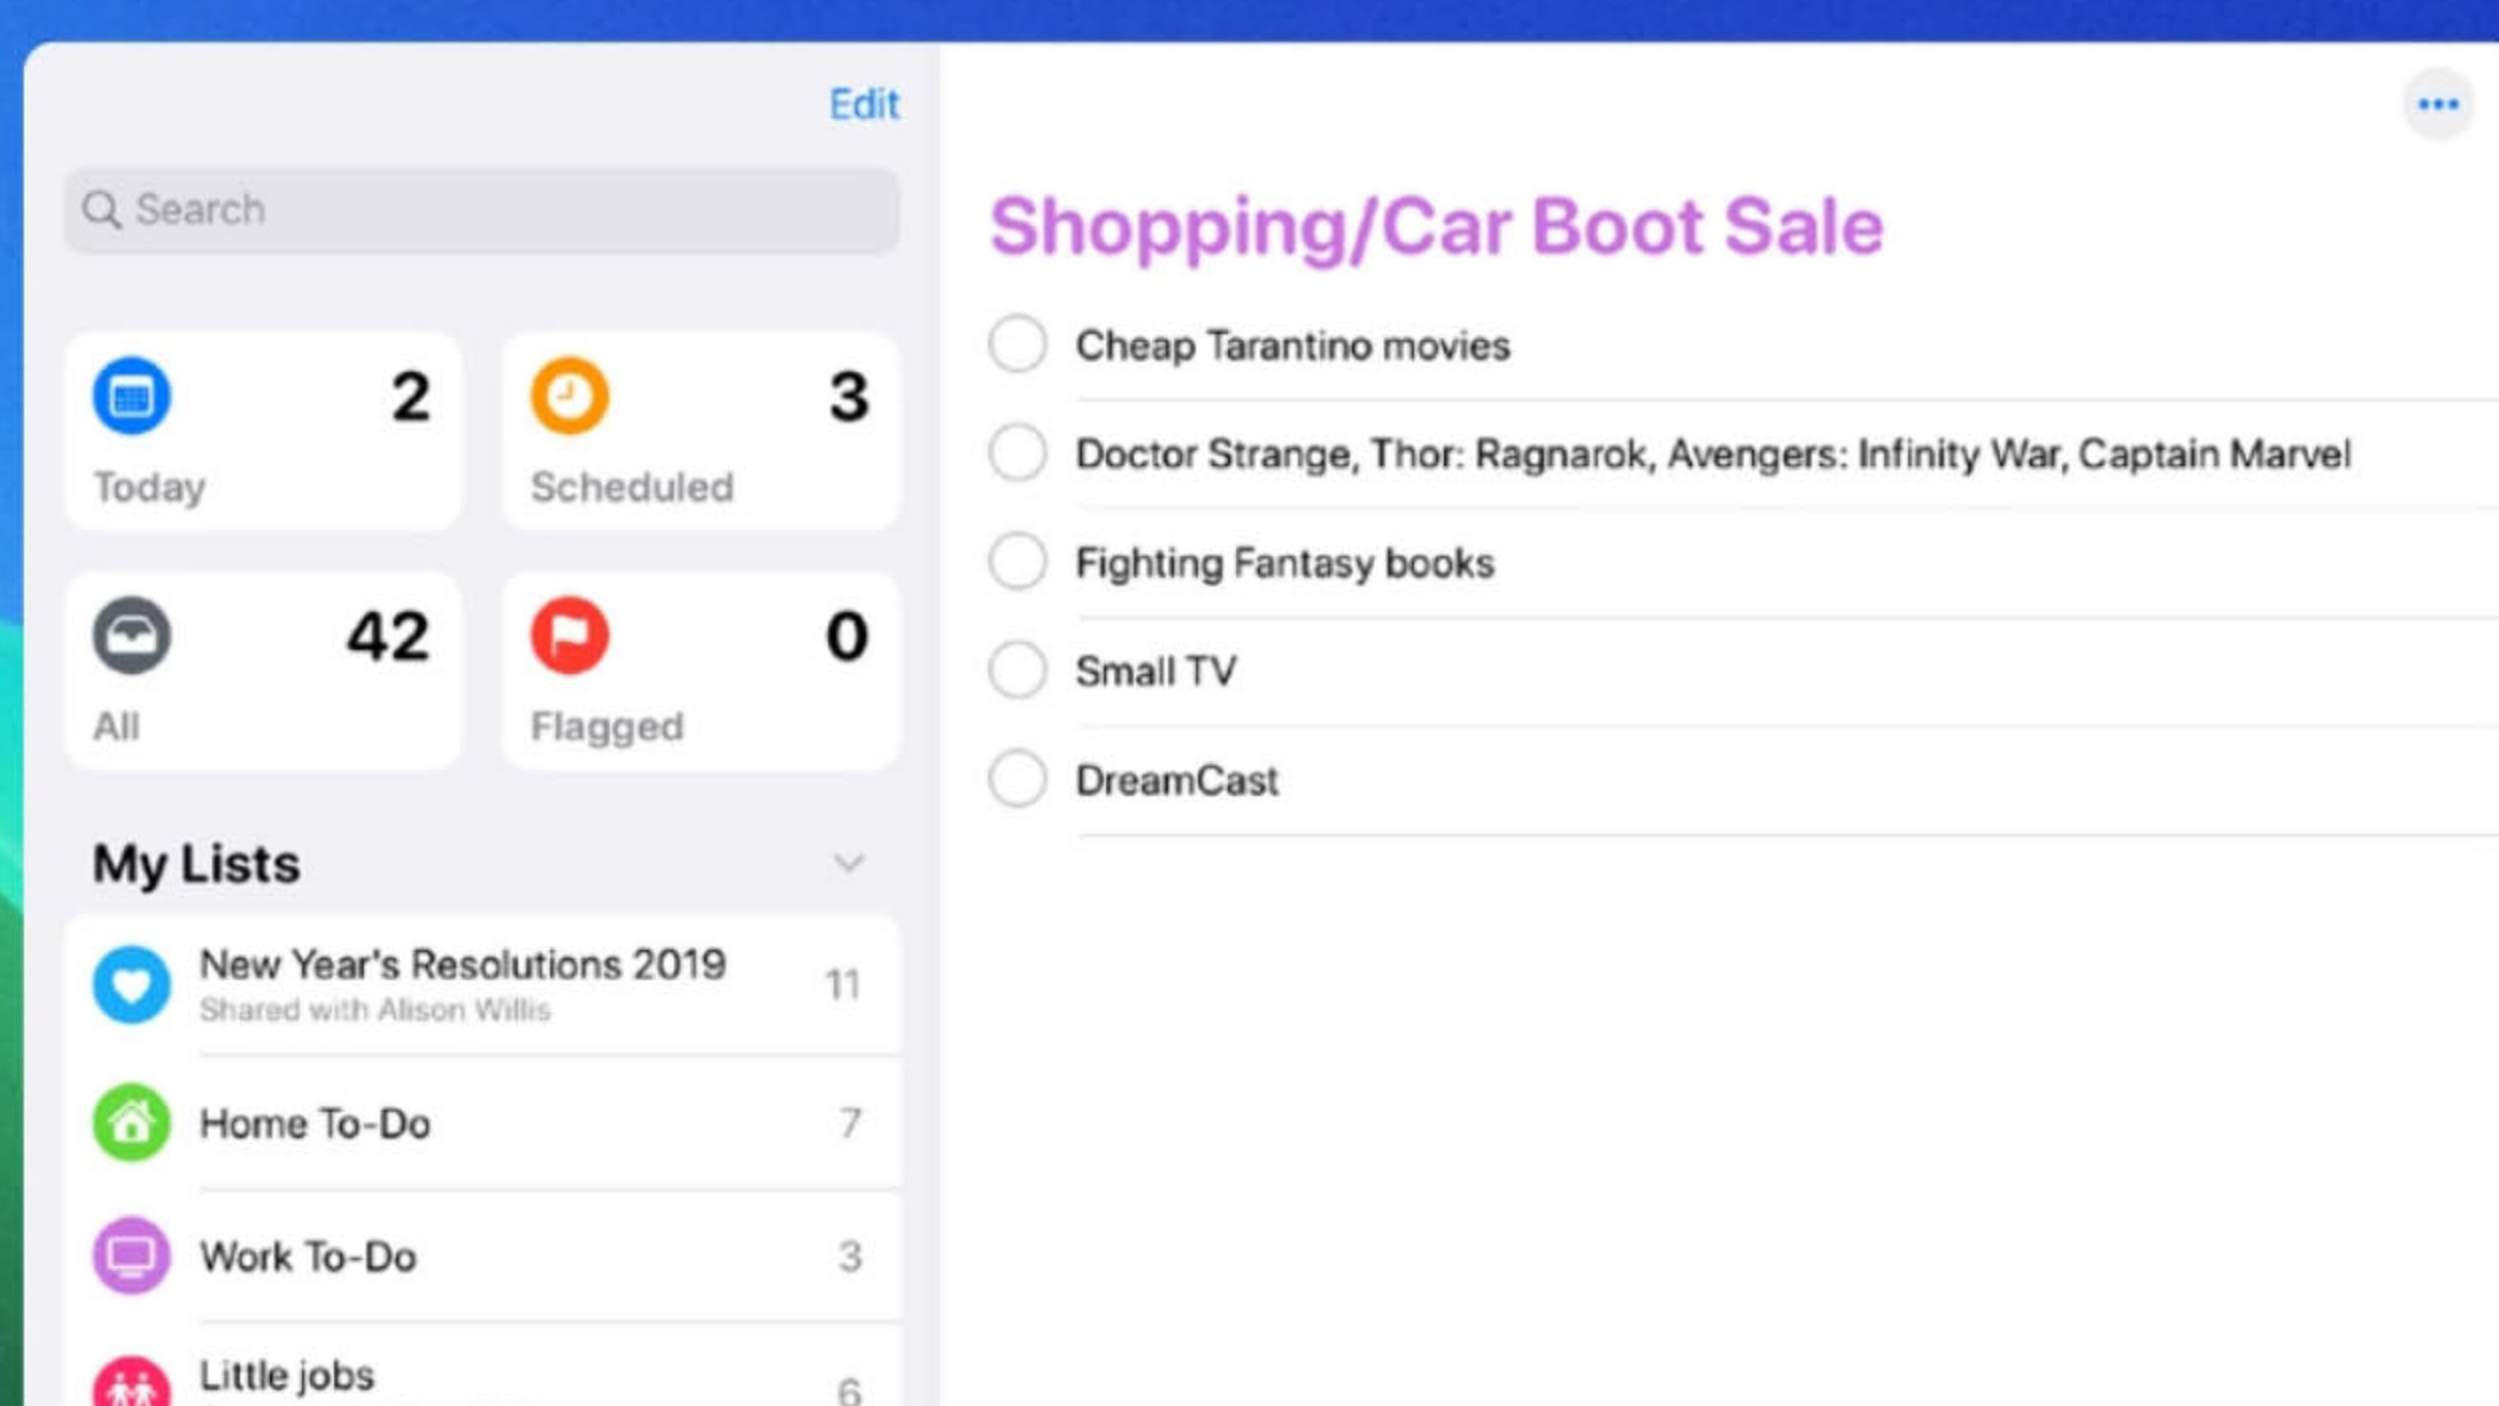 Edit
Search
2
Today
3
Scheduled
42
All
0
Flagged
My Lists
New Year's Resolutions 2019
Shared with Alison Willis
11
Home To-Do
7
Work To-Do
3
Little jobs
6
Shopping/Car Boot Sale
Cheap Tarantino movies
Doctor Strange, Thor: Ragnarok, Avengers: Infinity War, Captain Marvel
Fighting Fantasy books
Small TV
DreamCast